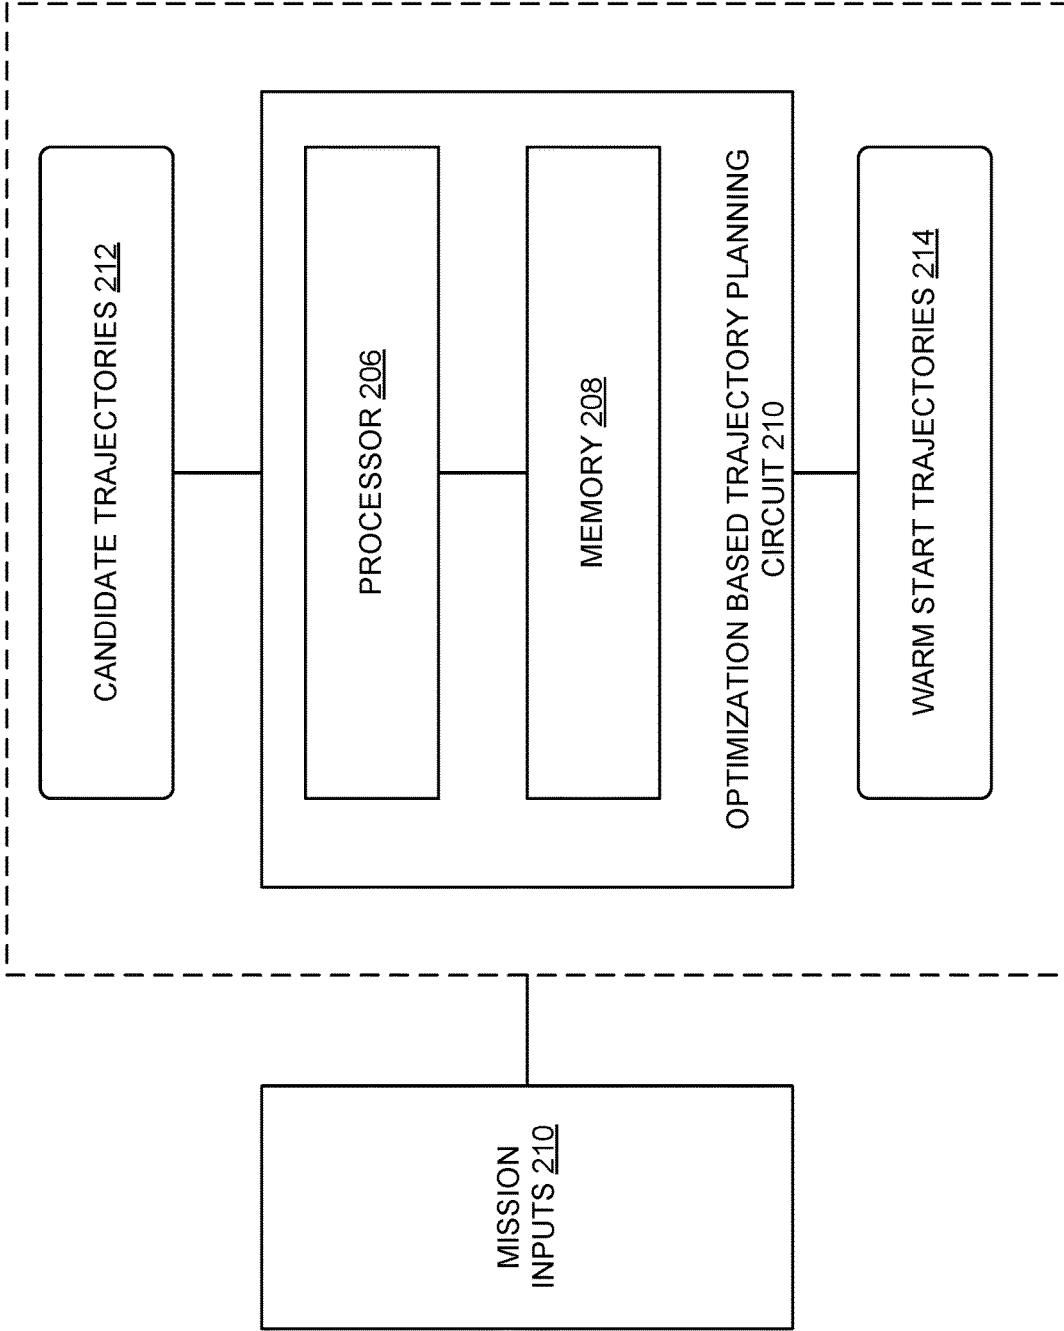 MISSION
INPUTS 210
CANDIDATE TRAJECTORIES 212
PROCESSOR 206
MEMORY 208
OPTIMIZATION BASED TRAJECTORY PLANNING
CIRCUIT 210
WARM START TRAJECTORIES 214